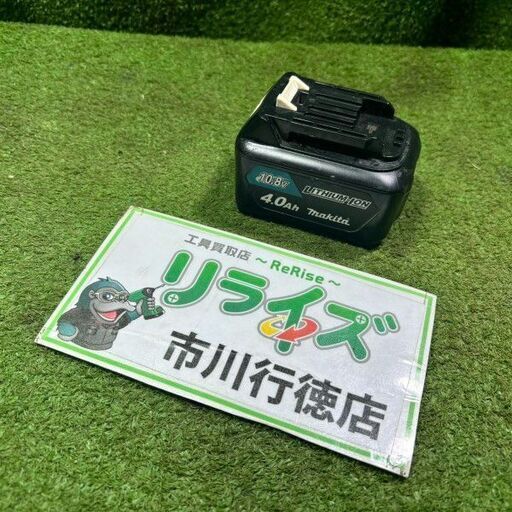 10.8V
LITHIUM-ION
4.0Ah
makita
工具買取店
～ReRise～
リライズ
市川行徳店